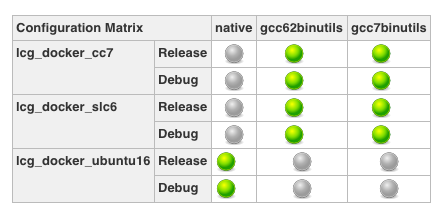 Configuration Matrix native gcc62binutils gcc7binutils
lcg_docker_cc7 Release
Debug
lcg_docker_slc6 Release
Debug
lcg_docker_ubuntu16 Release
Debug